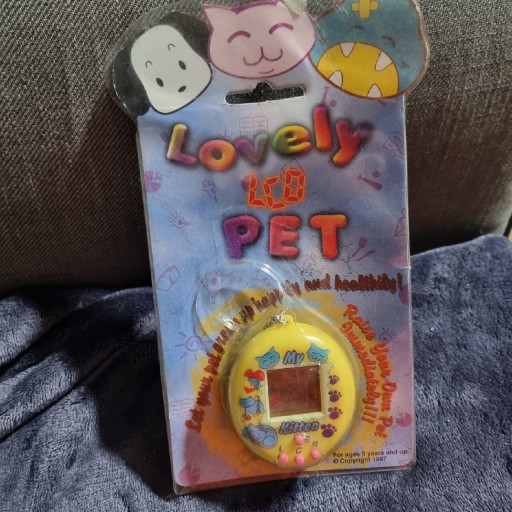 Lovely
LCD
PET
Let your pet grow up happily and healthily!
Raise Your Own Pet
Immediately!!!
My
Kitten
For ages 5 years and up
© Copyright 1997